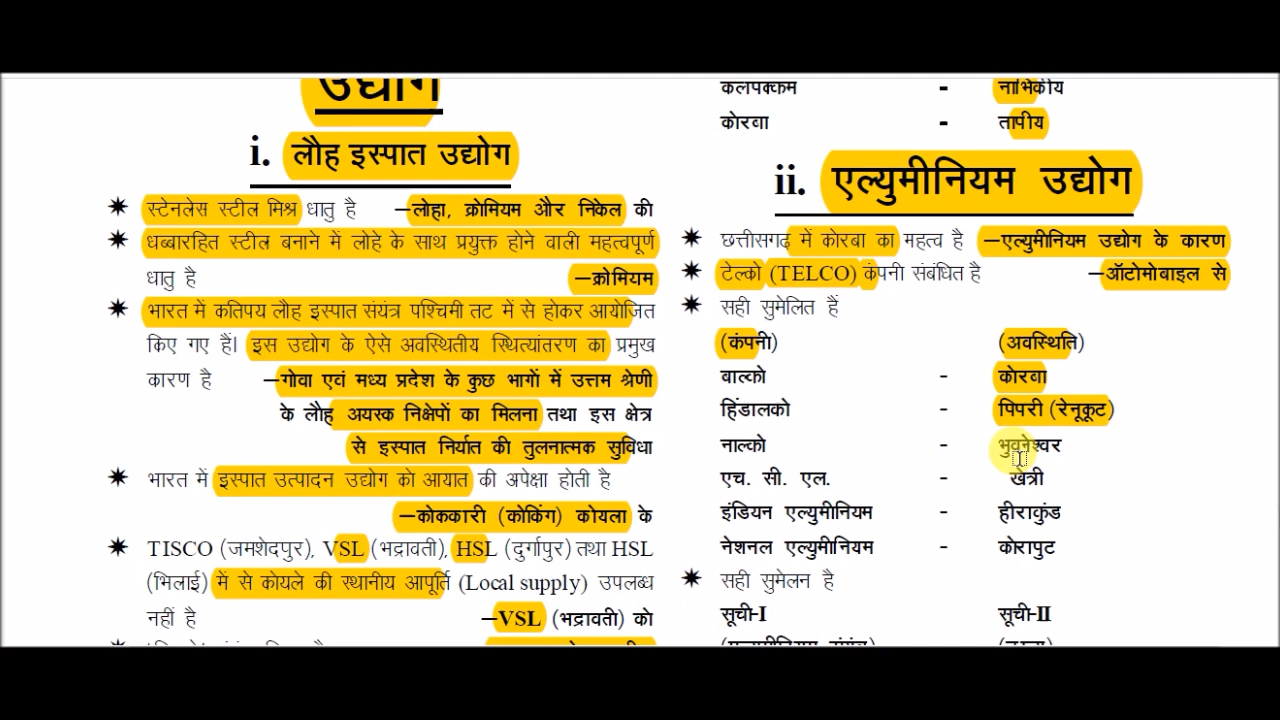 उद्योग
i. लौह इस्पात उद्योग
✷ स्टेनलेस स्टील मिश्र धातु है –लोहा, क्रोमियम और निकेल की
✷ धब्बारहित स्टील बनाने में लोहे के साथ प्रयुक्त होने वाली महत्वपूर्ण
धातु है –क्रोमियम
✷ भारत में कतिपय लौह इस्पात संयंत्र पश्चिमी तट में से होकर आयोजित
किए गए हैं। इस उद्योग के ऐसे अवस्थितीय स्थित्यांतरण का प्रमुख
कारण है –गोवा एवं मध्य प्रदेश के कुछ भागों में उत्तम श्रेणी
के लौह अयस्क निक्षेपों का मिलना तथा इस क्षेत्र
से इस्पात निर्यात की तुलनात्मक सुविधा
✷ भारत में इस्पात उत्पादन उद्योग को आयात की अपेक्षा होती है
–कोककारी (कोकिंग) कोयला के
✷ TISCO (जमशेदपुर), VSL (भद्रावती), HSL (दुर्गापुर) तथा HSL
(भिलाई) में से कोयले की स्थानीय आपूर्ति (Local supply) उपलब्ध
नहीं है –VSL (भद्रावती) को
कलपक्कम - नाभिकीय
कोरबा - तापीय
ii. एल्युमीनियम उद्योग
✷ छत्तीसगढ़ में कोरबा का महत्व है –एल्युमीनियम उद्योग के कारण
✷ टेल्को (TELCO) कंपनी संबंधित है –ऑटोमोबाइल से
✷ सही सुमेलित हैं
(कंपनी) (अवस्थिति)
बाल्को - कोरबा
हिंडालको - पिपरी (रेनूकूट)
नाल्को - भुवनेश्वर
एच. सी. एल. - खेत्री
इंडियन एल्युमीनियम - हीराकुंड
नेशनल एल्युमीनियम - कोरापुट
✷ सही सुमेलन है
सूची-I सूची-II